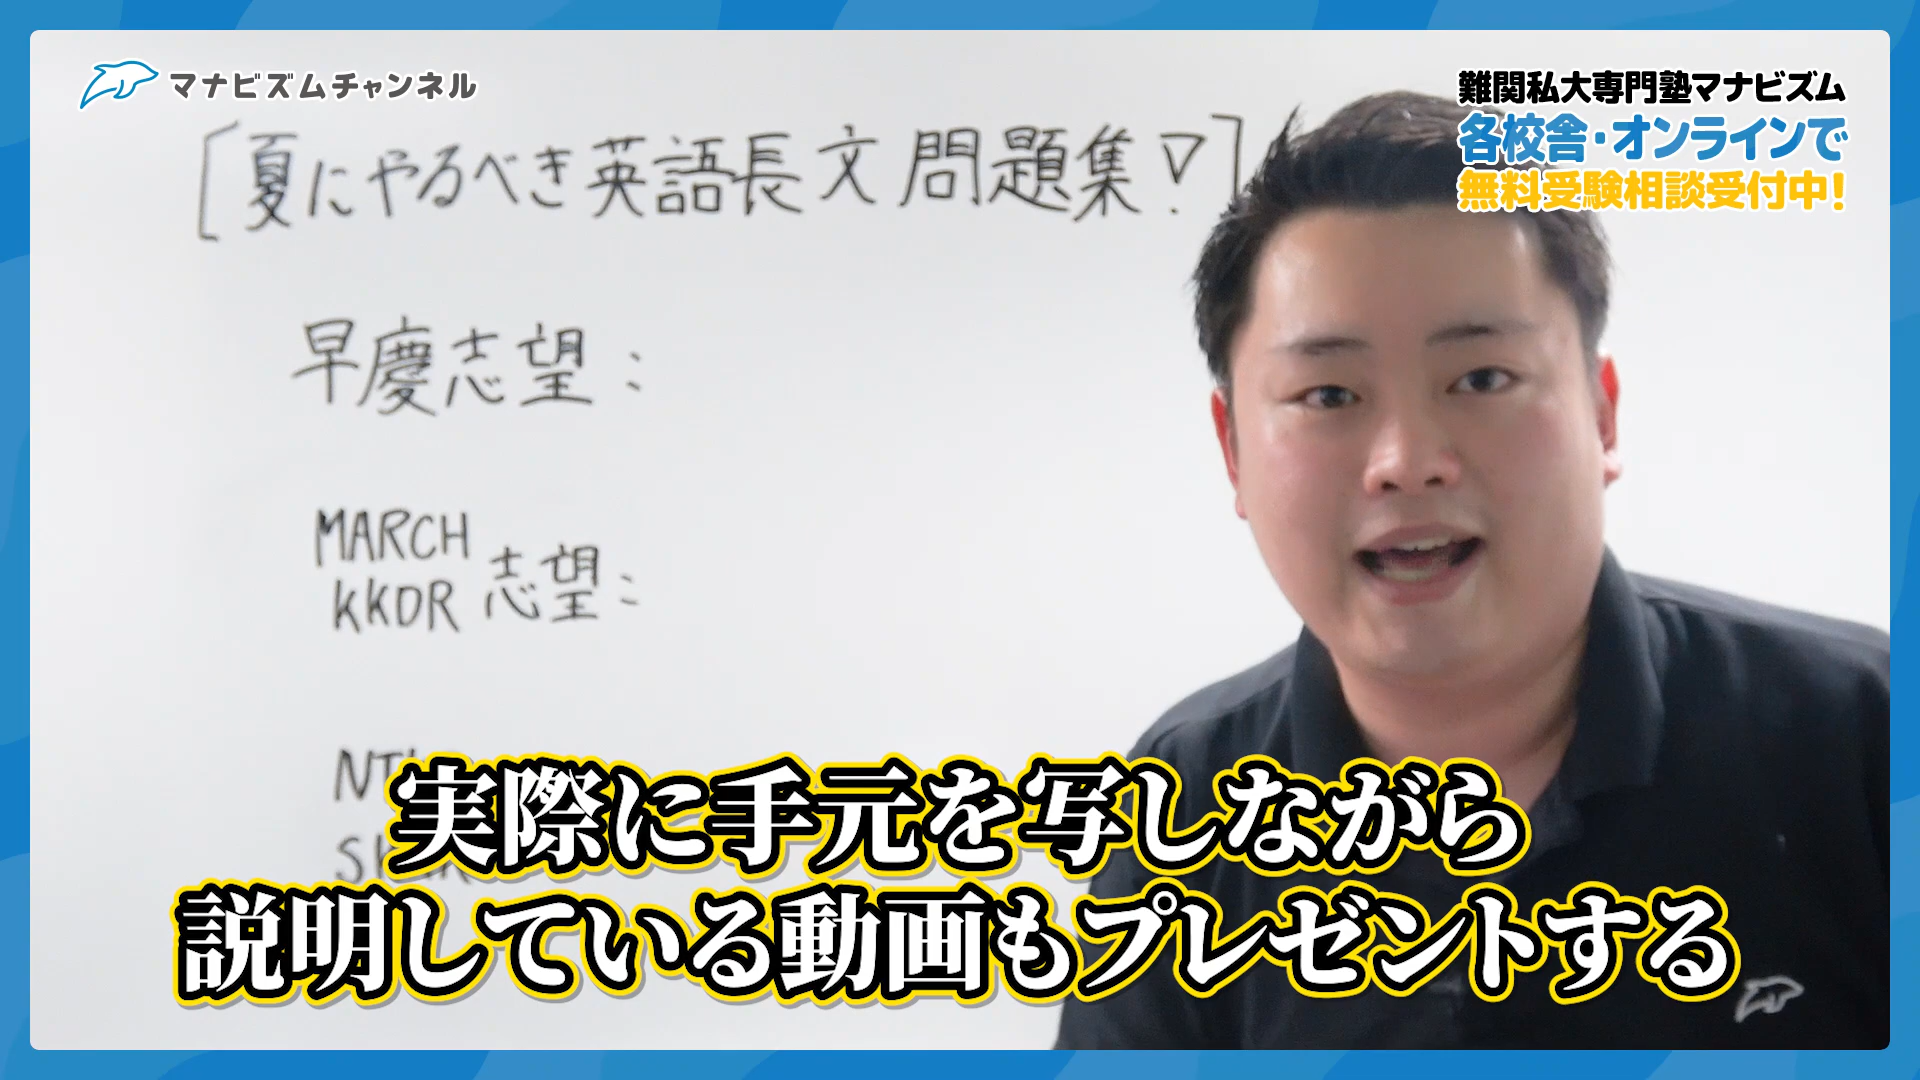 マナビズムチャンネル
難関私大専門塾マナビズム
各校舎・オンラインで
無料受験相談受付中!
[夏にやるべき英語長文問題集▽]
早慶志望:
MARCH
KKDR 志望:
実際に手元を写しながら
説明している動画もプレゼントする